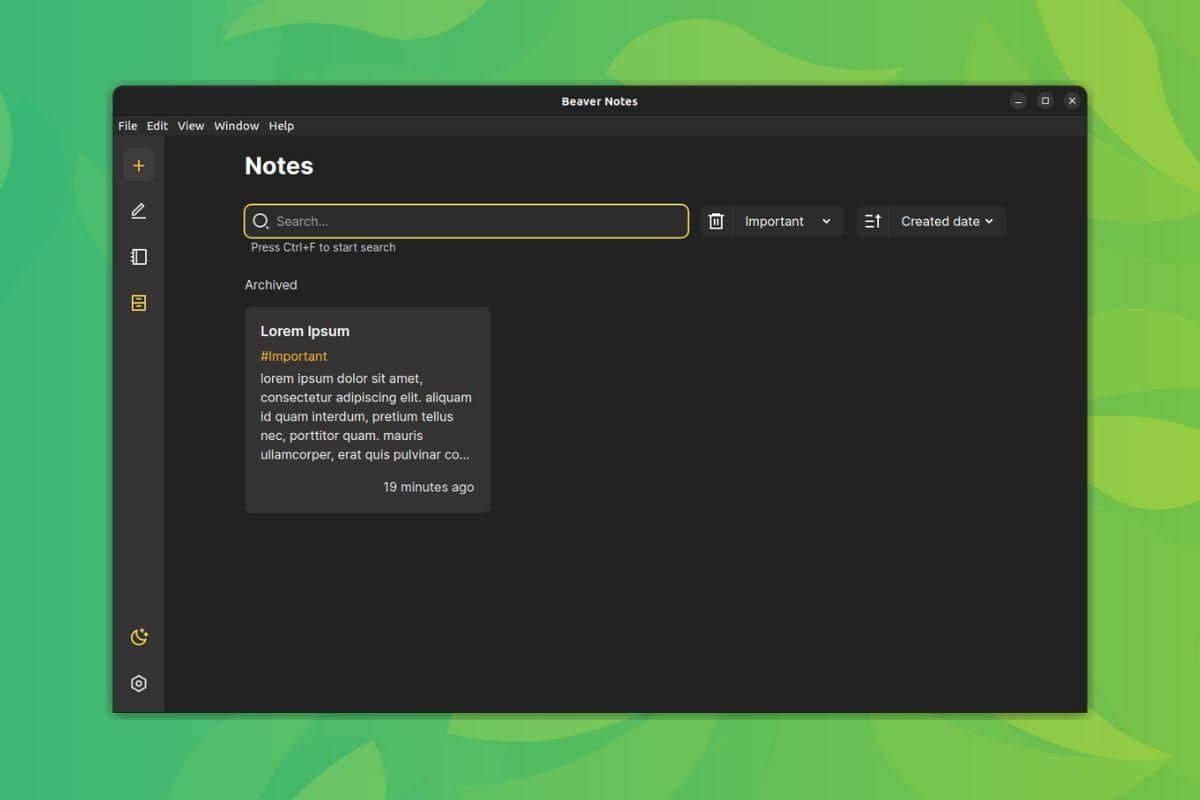 Beaver Notes
File Edit View Window Help
Notes
Search...
Important
Created date
Press Ctrl+F to start search
Archived
Lorem Ipsum
#Important
lorem ipsum dolor sit amet,
consectetur adipiscing elit. aliquam
id quam interdum, pretium tellus
nec, porttitor quam. mauris
ullamcorper, erat quis pulvinar co...
19 minutes ago